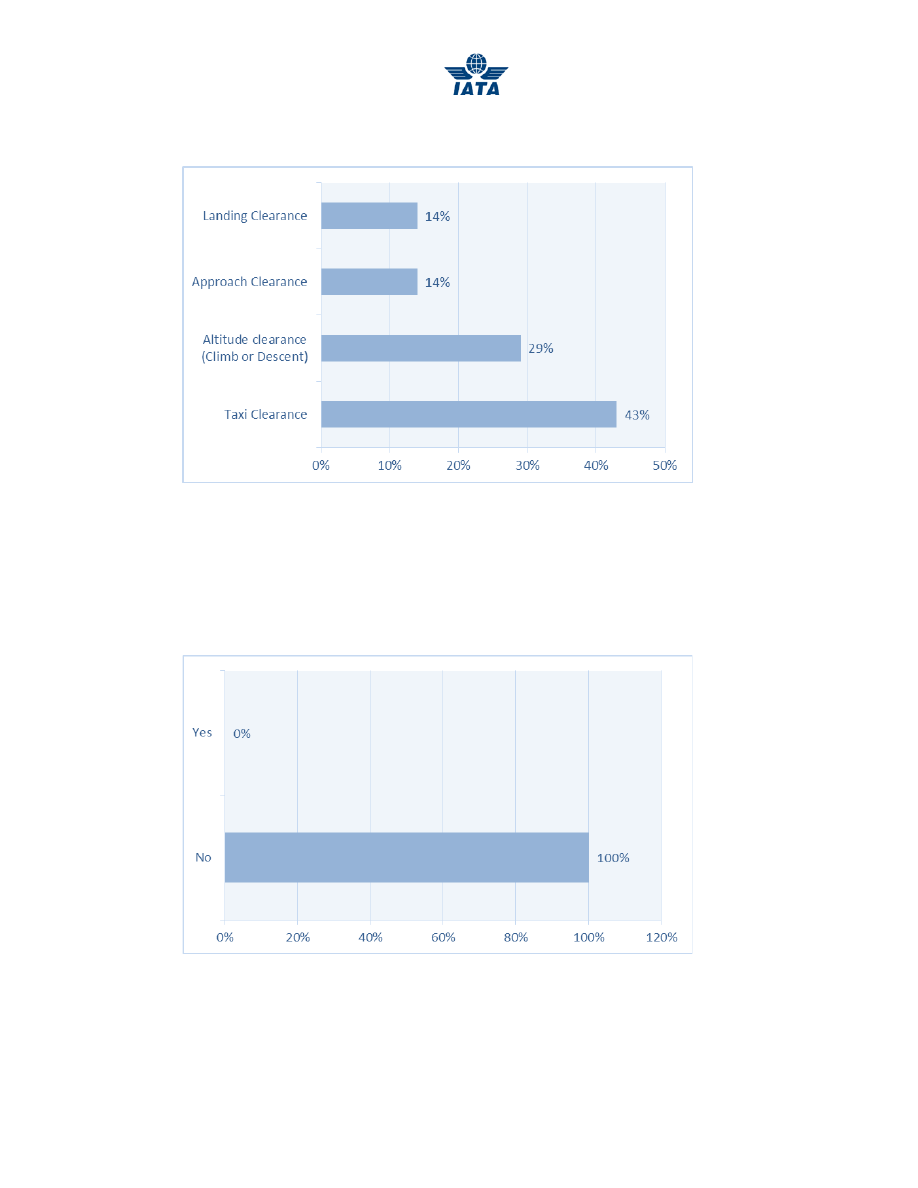 IATA
Landing Clearance
14%
Approach Clearance
14%
Altitude clearance
(Climb or Descent)
29%
Taxi Clearance
43%
0% 10% 20% 30% 40% 50%
Yes
0%
No
100%
0% 20% 40% 60% 80% 100% 120%